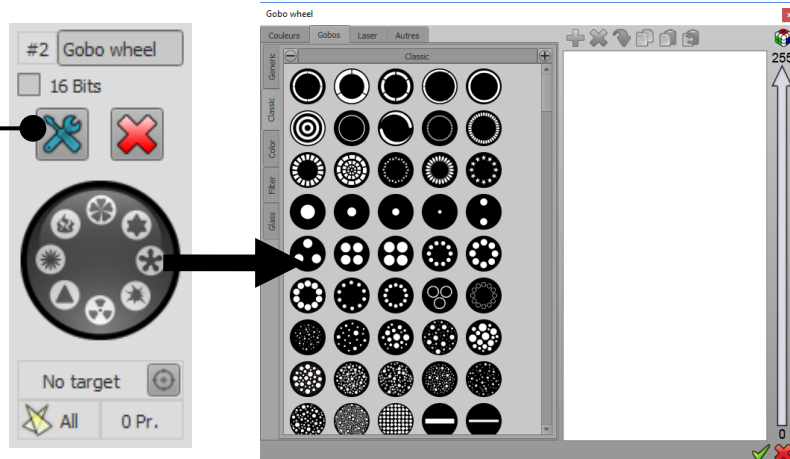 #2 Gobo wheel
16 Bits
No target
All 0 Pr.
Gobo wheel
x
Couleurs Gobos Laser Autres
Generic
Classic
Color
Filter
Glass
Classic
255
0